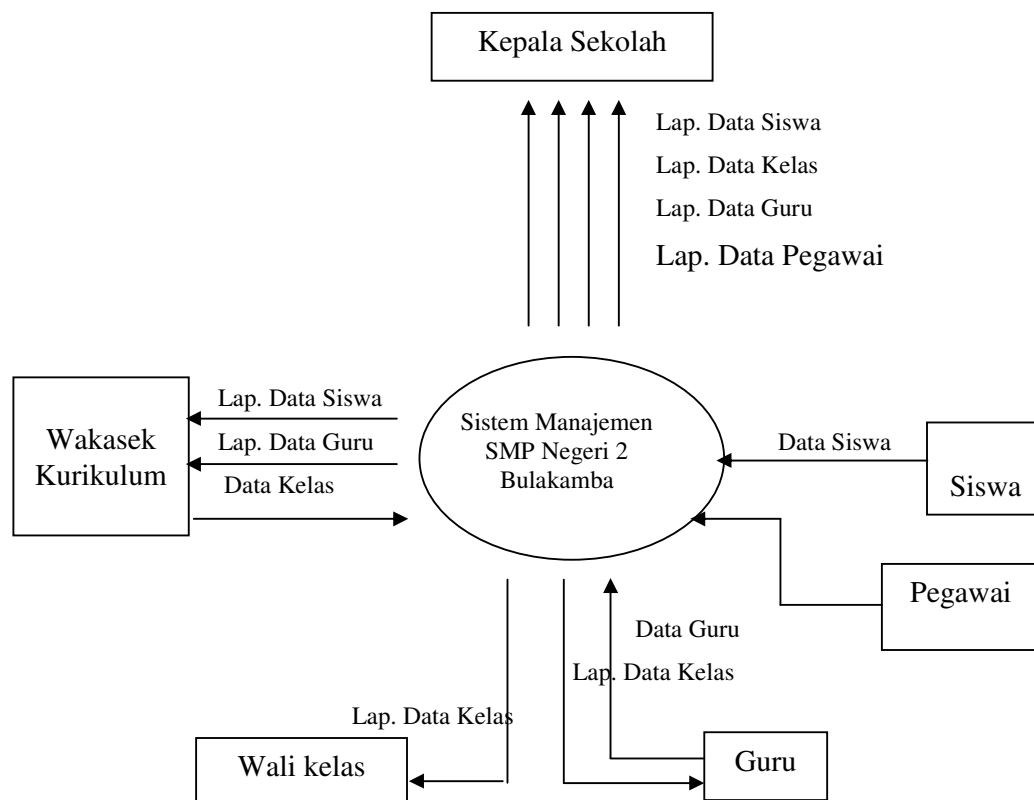 Kepala Sekolah
Lap. Data Siswa
Lap. Data Kelas
Lap. Data Guru
Lap. Data Pegawai
Wakasek
Kurikulum
Lap. Data Siswa
Lap. Data Guru
Data Kelas
Sistem Manajemen
SMP Negeri 2
Bulakamba
Data Siswa
Siswa
Pegawai
Data Guru
Lap. Data Kelas
Lap. Data Kelas
Wali kelas
Guru